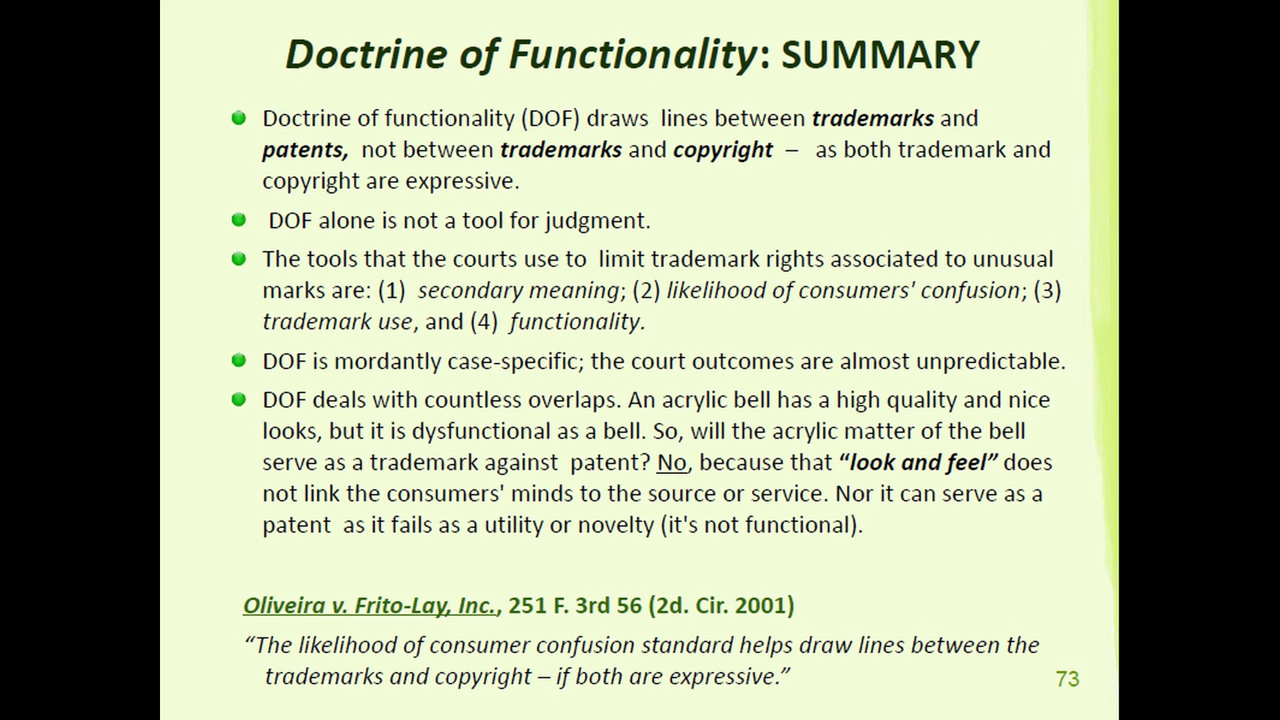 Doctrine of Functionality: SUMMARY
Doctrine of functionality (DOF) draws lines between trademarks and
patents, not between trademarks and copyright – as both trademark and
copyright are expressive.
DOF alone is not a tool for judgment.
The tools that the courts use to limit trademark rights associated to unusual
marks are: (1) secondary meaning; (2) likelihood of consumers' confusion; (3)
trademark use, and (4) functionality.
DOF is mordantly case-specific; the court outcomes are almost unpredictable.
DOF deals with countless overlaps. An acrylic bell has a high quality and nice
looks, but it is dysfunctional as a bell. So, will the acrylic matter of the bell
serve as a trademark against patent? No, because that “look and feel” does
not link the consumers' minds to the source or service. Nor it can serve as a
patent as it fails as a utility or novelty (it's not functional).
Oliveira v. Frito-Lay, Inc., 251 F. 3rd 56 (2d. Cir. 2001)
“The likelihood of consumer confusion standard helps draw lines between the
trademarks and copyright – if both are expressive.”
73